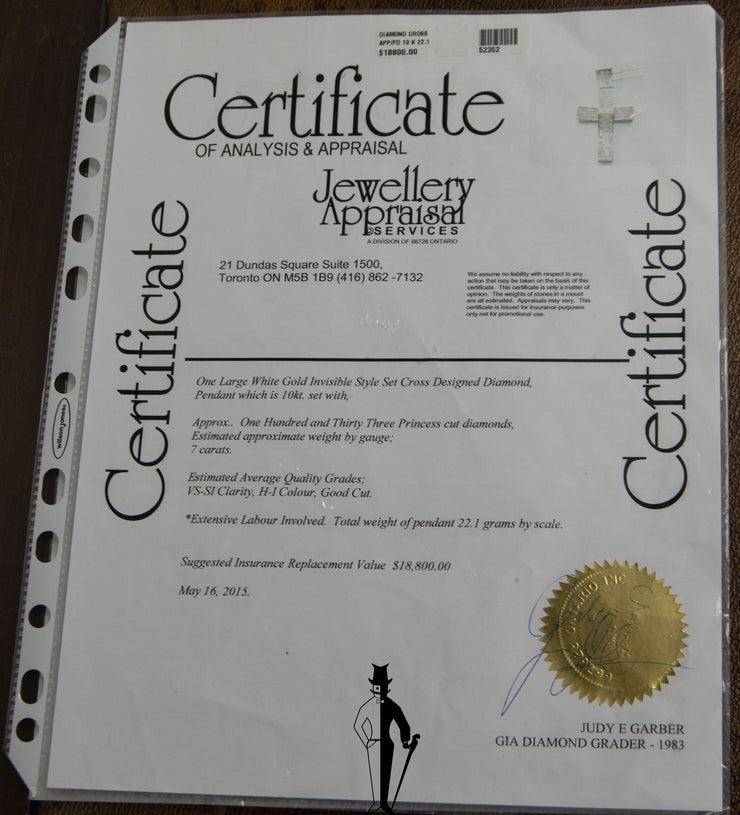 DIAMOND CROSS
APP/PD 10 K 22.1
$18800.00
52352
Certificate
OF ANALYSIS & APPRAISAL
Jewellery
Appraisal
SERVICES
A DIVISION OF 66728 ONTARIO
21 Dundas Square Suite 1500,
Toronto ON M5B 1B9 (416) 862 -7132
We assume no liability with respect to any
action that may be taken on the basis of this
certificate. This certificate is only a matter of
opinion. The weights of stones in a mount
are all estimated. Appraisals may vary. This
certificate is issued for insurance purposes
only not for promotional use.
Certificate
Certificate
wilson jones
One Large White Gold Invisible Style Set Cross Designed Diamond,
Pendant which is 10kt. set with,
Approx.. One Hundred and Thirty Three Princess cut diamonds,
Estimated approximate weight by gauge;
7 carats.
Estimated Average Quality Grades;
VS-SI Clarity, H-I Colour, Good Cut.
*Extensive Labour Involved. Total weight of pendant 22.1 grams by scale.
Suggested Insurance Replacement Value $18,800.00
May 16, 2015.
ONTARIO INC
JUDY E GARBER
GIA DIAMOND GRADER - 1983